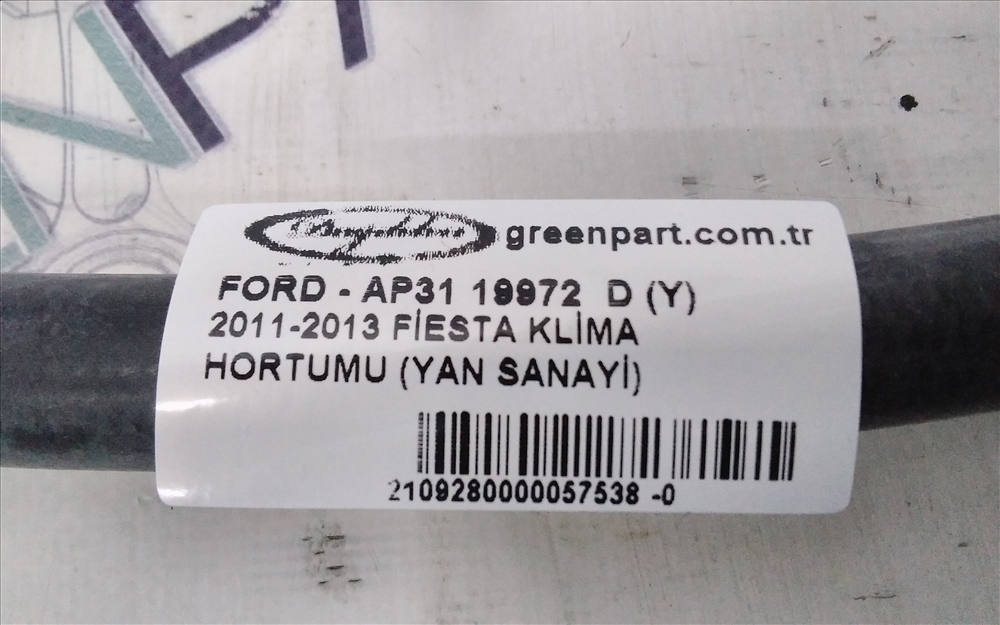 greenpart.com.tr
FORD - AP31 19972 D (Y)
2011-2013 FİESTA KLİMA
HORTUMU (YAN SANAYİ)
2109280000057538 -0